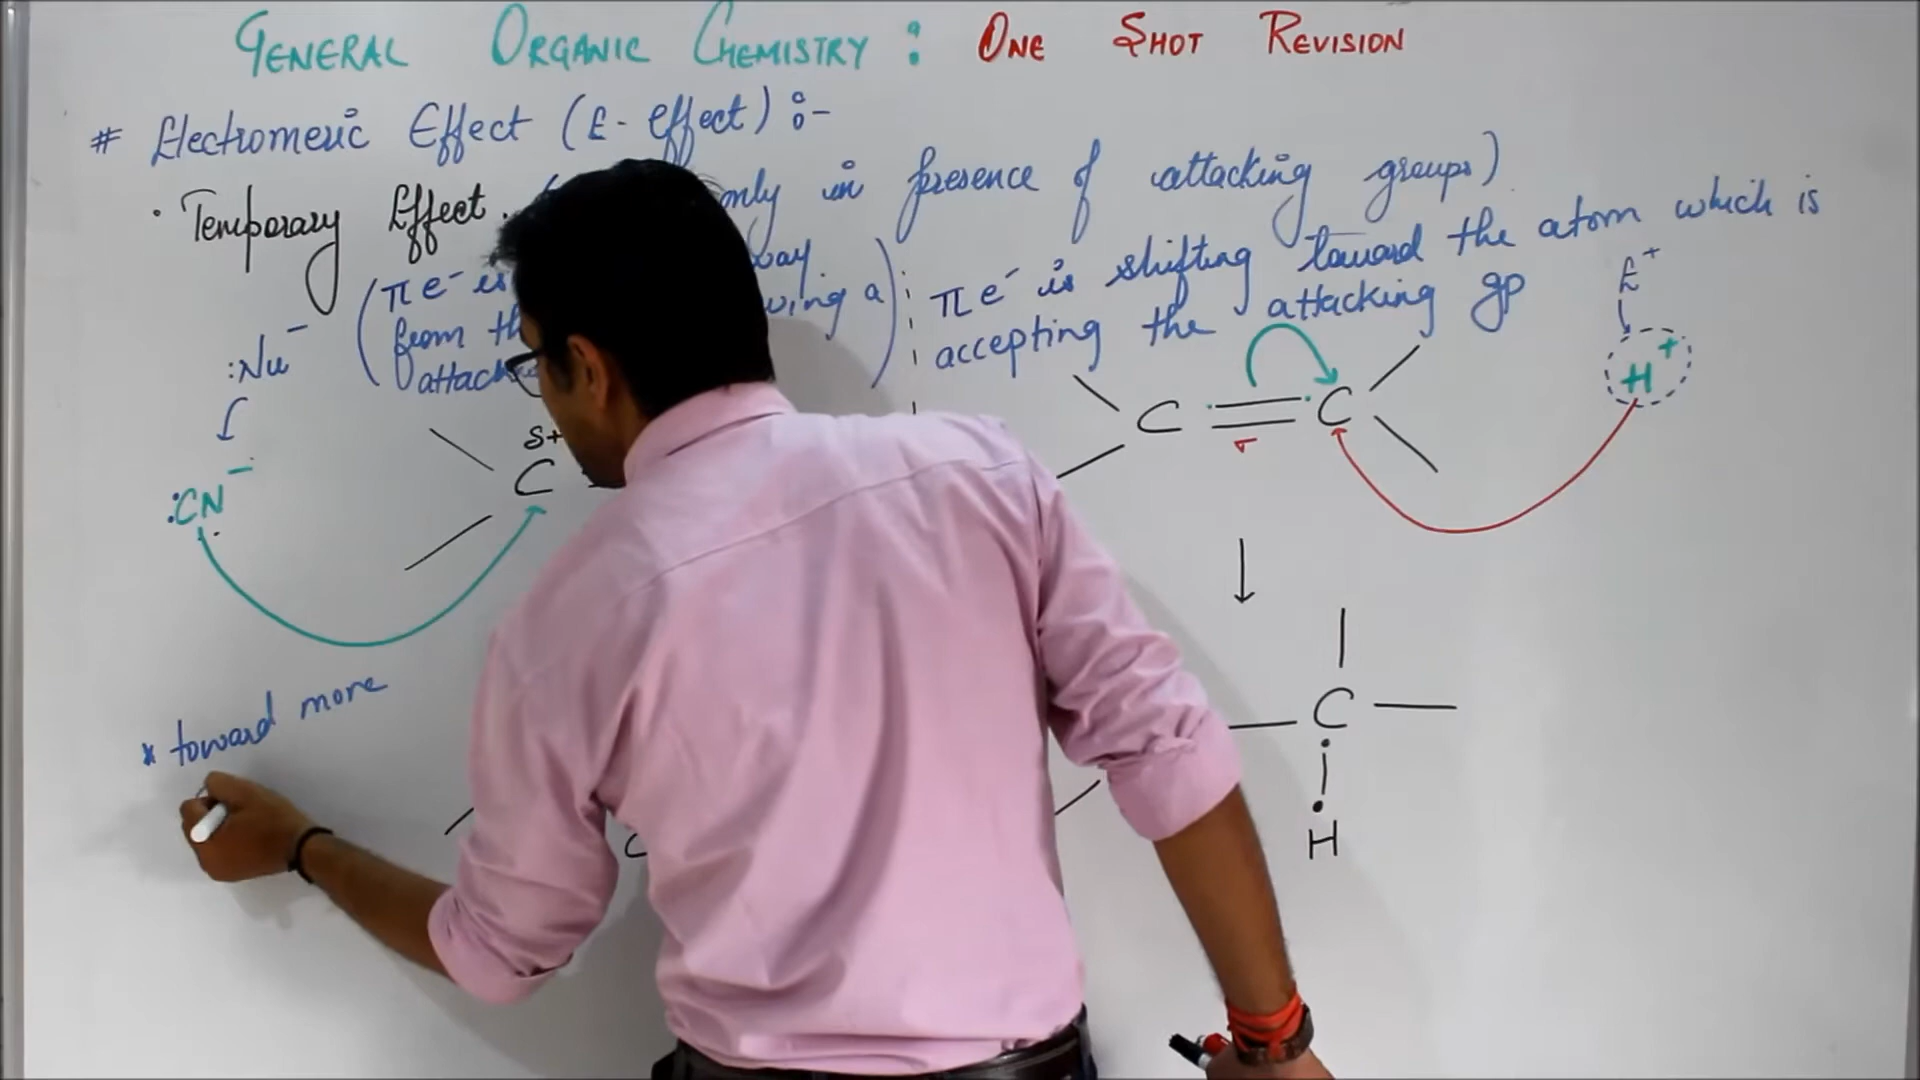 GENERAL ORGANIC CHEMISTRY : ONE SHOT REVISION
# Electromeric Effect (E- effect) :-
· Temporary Effect. ( only in presence of attacking groups)
(π e⁻ is way
from th wing a)
attack
π e⁻ is shifting toward the atom which is
accepting the attacking gp
:Nu⁻
:CN⁻
δ+
C
C = C
σ
E⁺
H⁺
C
H
* toward more